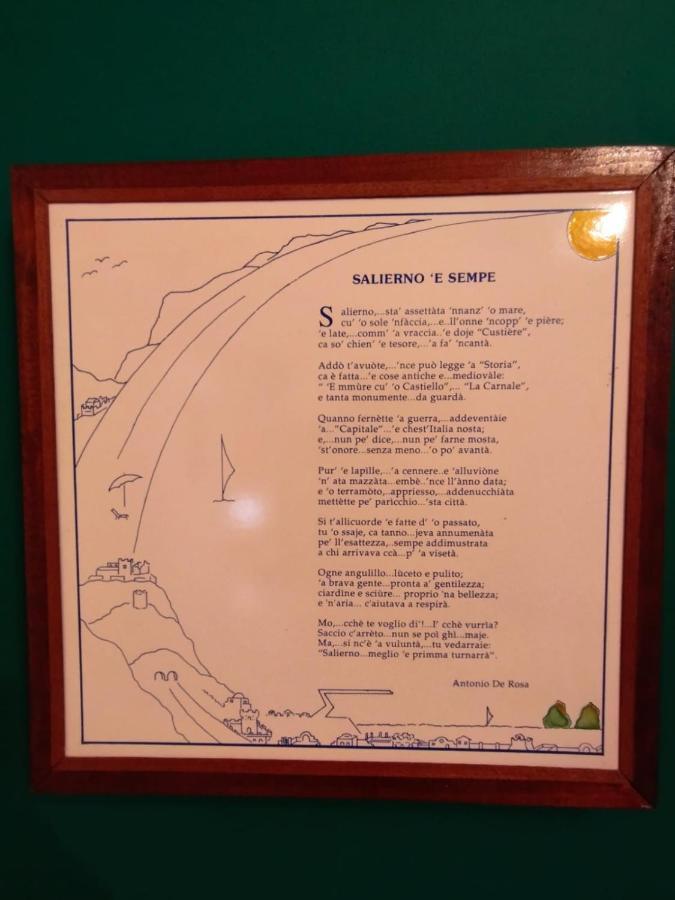 SALIERNO 'E SEMPE
Salierno,...sta' assettàta 'nnanz' 'o mare,
cu' 'o sole 'nfàccia,..e..ll'onne 'ncopp' 'e pière;
'e late,...comm' 'a vraccia..'e doje "Custière",
ca so' chien' 'e tesore,...'a fa' 'ncantà.
Addò t'avuòte,...'nce può legge 'a "Storia",
ca è fatta...'e cose antiche e...mediovàle:
" 'E mmùre cu' 'o Castiello",... "La Carnale",
e tanta monumente...da guardà.
Quanno fernètte 'a guerra,...addeventàie
'a..."Capitale"...'e chest'Italia nosta;
e,...nun pe' dice,...nun pe' farne mosta,
'st'onore...senza meno...'o po' avantà.
Pur' 'e lapille,...'a cennere..e 'alluviòne
'n' ata mazzàta...embè..'nce ll'ànno data;
e 'o terramòto,..appriesso,...addenucchiàta
mettètte pe' paricchio...'sta città.
Si t'allicuorde 'e fatte d' 'o passato,
tu 'o ssaje, ca tanno...jeva annumenàta
pe' ll'esattezza,..sempe addimustrata
a chi arrivava ccà...p' 'a visetà.
Ogne angulillo...lùceto e pulito;
'a brava gente...pronta a' gentilezza;
ciardine e sciùre... proprio 'na bellezza;
e 'n'aria... c'aiutava a respirà.
Mo,...cchè te voglio dì'!...I' cchè vurrìa?
Saccio c'arrèto...nun se poì ghì...maje.
Ma,...si nc'è 'a vuluntà,...tu vedarraie:
"Salierno...meglio 'e primma turnarrà".
Antonio De Rosa